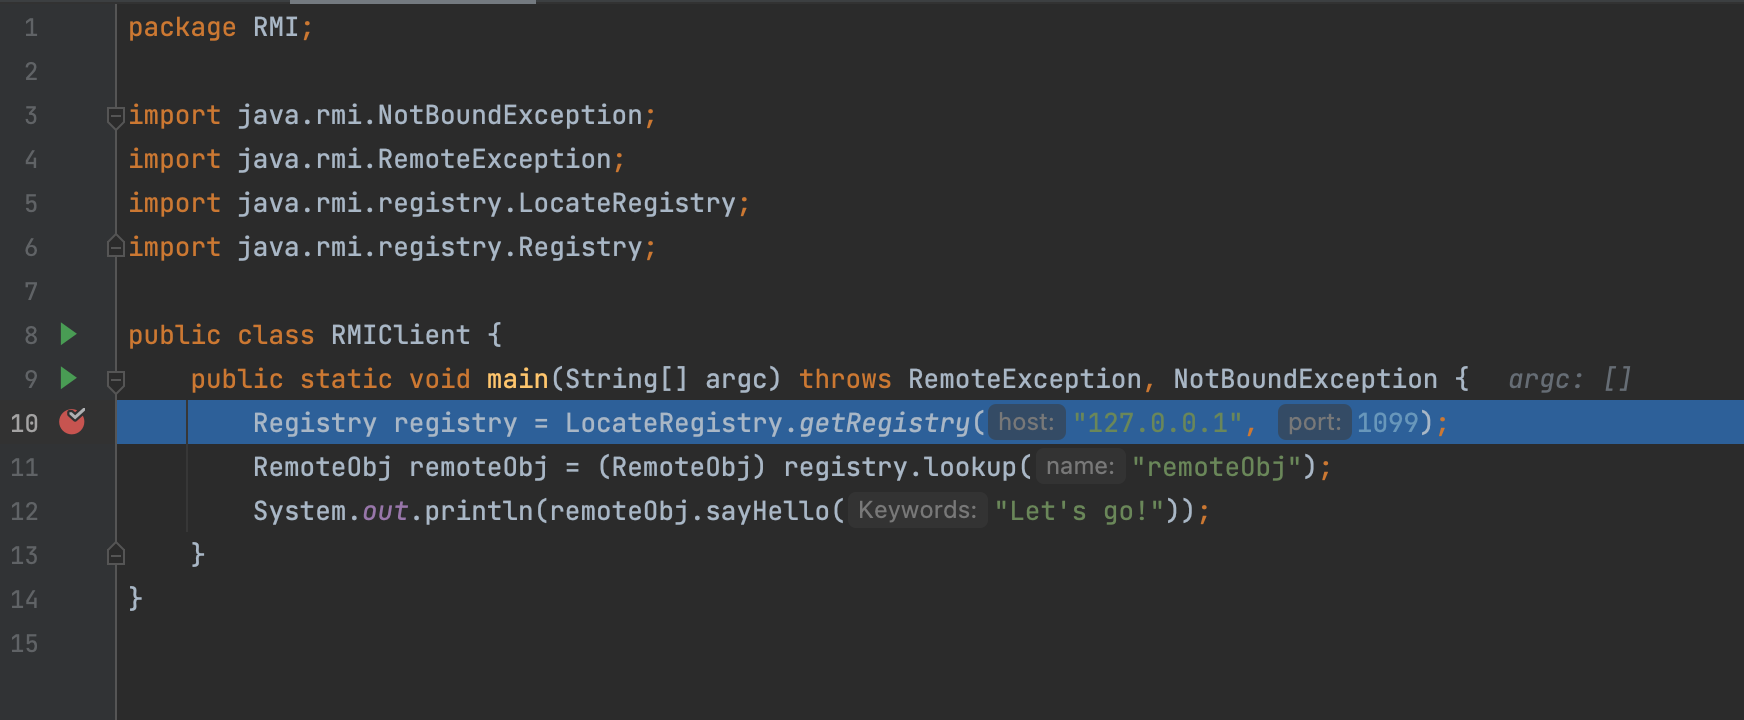 1 package RMI;
2
3 import java.rmi.NotBoundException;
4 import java.rmi.RemoteException;
5 import java.rmi.registry.LocateRegistry;
6 import java.rmi.registry.Registry;
7
8 public class RMIClient {
9 public static void main(String[] argc) throws RemoteException, NotBoundException { argc: []
10 Registry registry = LocateRegistry.getRegistry( host: "127.0.0.1", port: 1099);
11 RemoteObj remoteObj = (RemoteObj) registry.lookup( name: "remoteObj");
12 System.out.println(remoteObj.sayHello( Keywords: "Let's go!"));
13 }
14 }
15